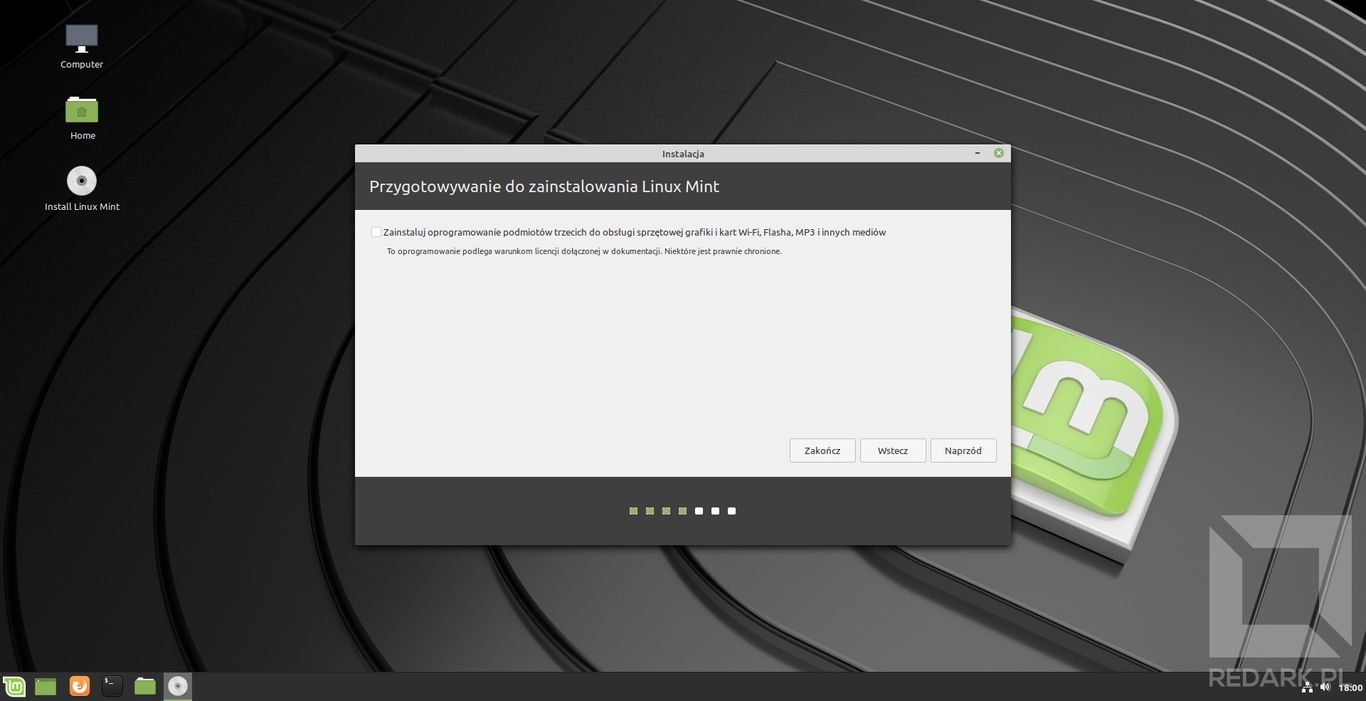 Computer
Home
Install Linux Mint
Instalacja
Przygotowywanie do zainstalowania Linux Mint
Zainstaluj oprogramowanie podmiotów trzecich do obsługi sprzętowej grafiki i kart Wi-Fi, Flasha, MP3 i innych mediów
To oprogramowanie podlega warunkom licencji dołączonej w dokumentacji. Niektóre jest prawnie chronione.
Zakończ
Wstecz
Naprzód
REDARK.PL
18:00